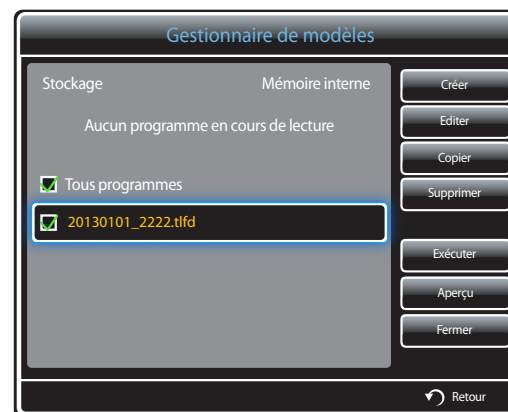 Gestionnaire de modèles
Stockage Mémoire interne
Aucun programme en cours de lecture
Tous programmes
20130101_2222.tlfd
Créer
Editer
Copier
Supprimer
Exécuter
Aperçu
Fermer
Retour